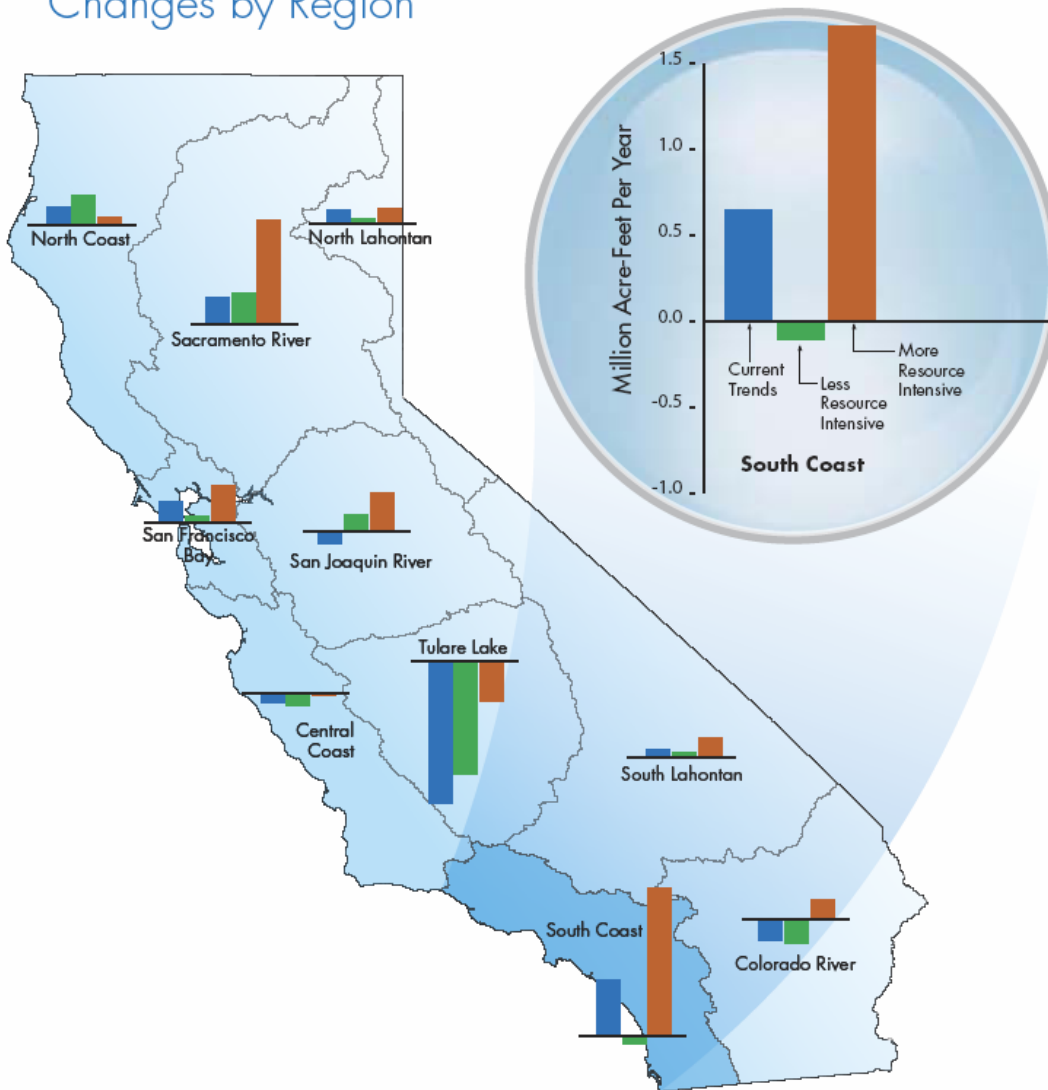 Changes by Region
1.5
1.0
0.5
0.0
-0.5
-1.0
Million Acre-Feet Per Year
Current
Trends
Less
Resource
Intensive
More
Resource
Intensive
South Coast
North Coast
North Lahontan
Sacramento River
San Francisco
Bay
San Joaquin River
Tulare Lake
Central
Coast
South Lahontan
South Coast
Colorado River